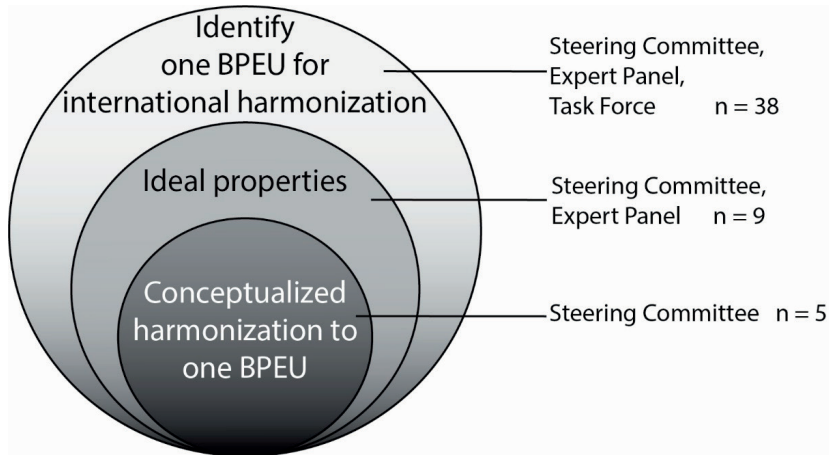 Identify
one BPEU for
international harmonization
Steering Committee,
Expert Panel,
Task Force n = 38
Ideal properties
Steering Committee,
Expert Panel n = 9
Conceptualized
harmonization to
one BPEU
Steering Committee n = 5